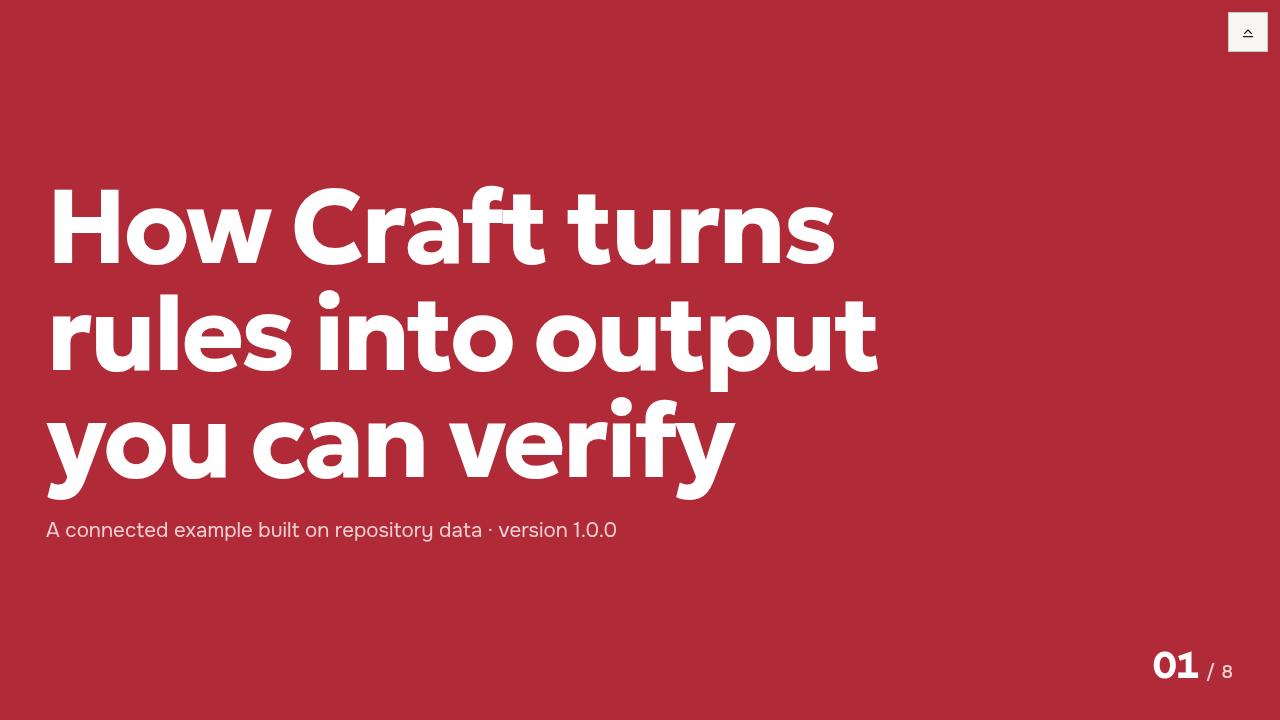 How Craft turns
rules into output
you can verify
A connected example built on repository data · version 1.0.0
01 / 8